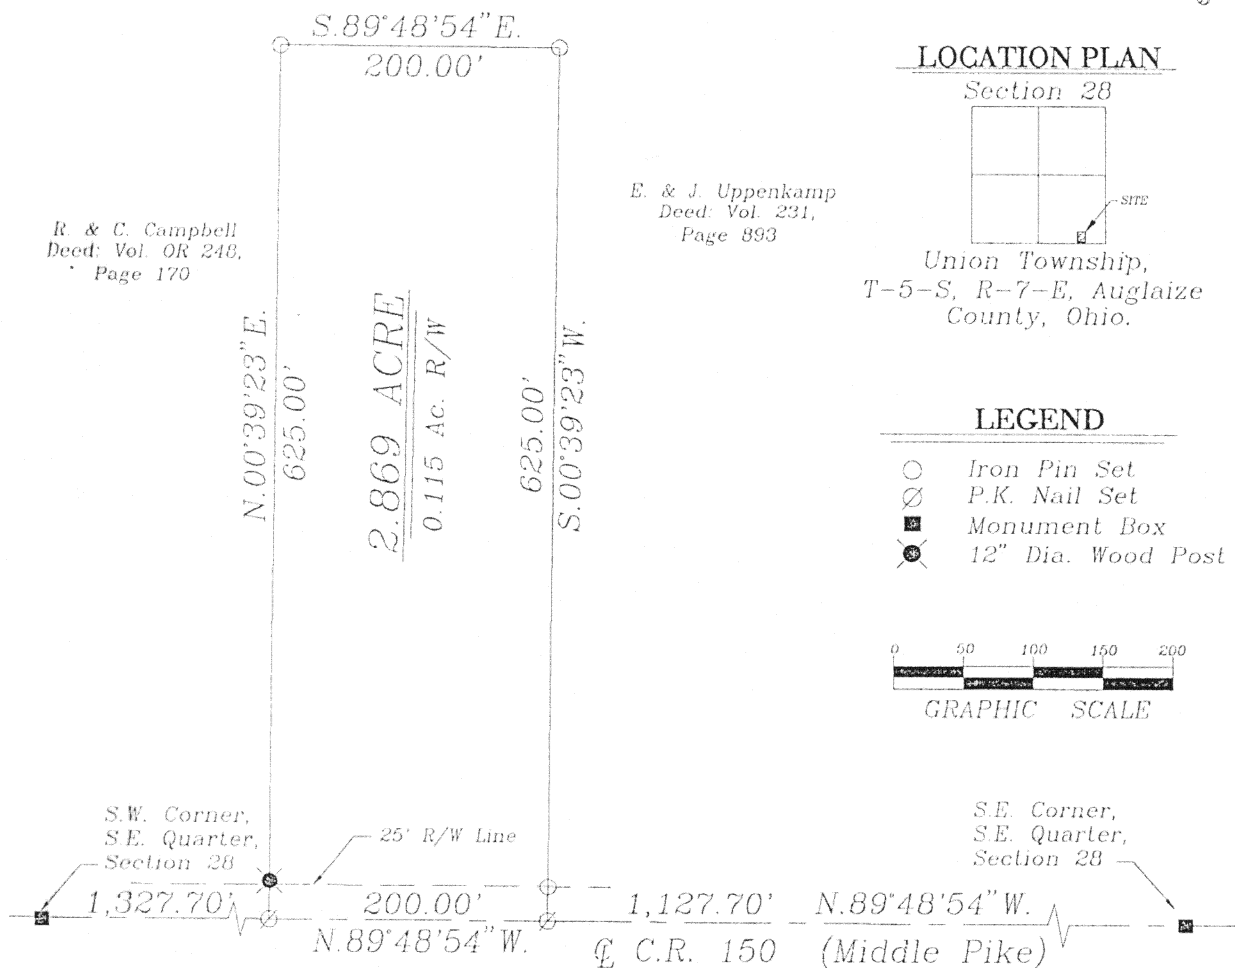 S.89°48'54"E.
200.00'
R. & C. Campbell
Deed: Vol. OR 248,
Page 170
E. & J. Uppenkamp
Deed: Vol. 231,
Page 893
N.00°39'23"E.
625.00'
2.869 ACRE
0.115 Ac. R/W
625.00'
S.00°39'23"W.
LOCATION PLAN
Section 28
SITE
Union Township,
T-5-S, R-7-E, Auglaize
County, Ohio.
LEGEND
Iron Pin Set
P.K. Nail Set
Monument Box
12" Dia. Wood Post
0 50 100 150 200
GRAPHIC SCALE
S.W. Corner,
S.E. Quarter,
Section 28
25' R/W Line
S.E. Corner,
S.E. Quarter,
Section 28
1,327.70' 200.00' 1,127.70' N.89°48'54"W.
N.89°48'54"W. ℄ C.R. 150 (Middle Pike)